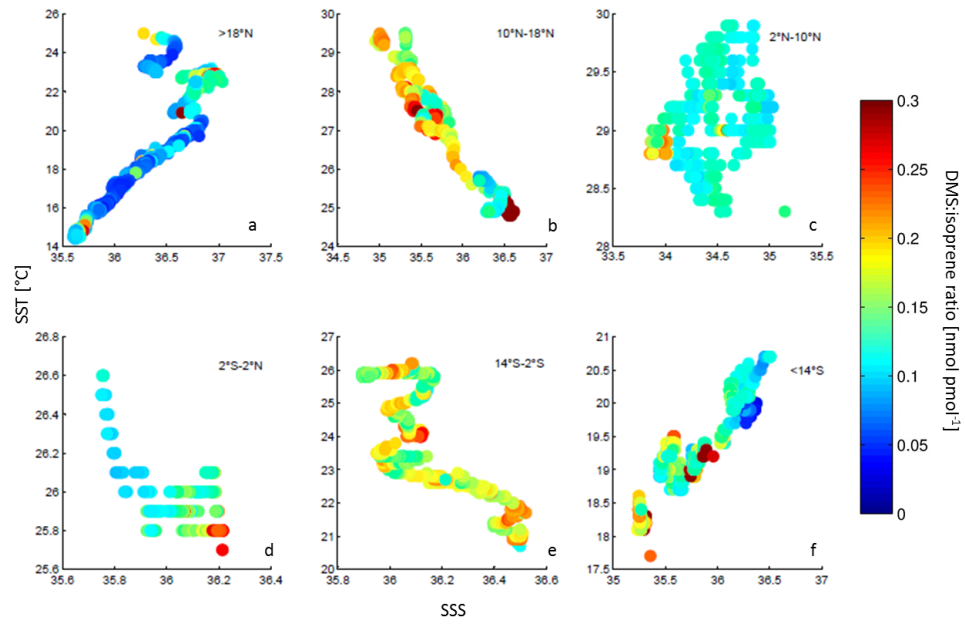 26
24
22
20
18
16
14
35.5 36 36.5 37 37.5
>18°N
a
30
29
28
27
26
25
24
34.5 35 35.5 36 36.5 37
10°N-18°N
b
30
29.5
29
28.5
28
33.5 34 34.5 35 35.5
2°N-10°N
c
26.8
26.6
26.4
26.2
26
25.8
25.6
35.6 35.8 36 36.2 36.4
2°S-2°N
d
27
26
25
24
23
22
21
20
35.8 36 36.2 36.4 36.6
14°S-2°S
e
21
20.5
20
19.5
19
18.5
18
17.5
35 35.5 36 36.5 37
<14°S
f
SST [°C]
SSS
0.3
0.25
0.2
0.15
0.1
0.05
0
DMS:isoprene ratio [nmol pmol⁻¹]